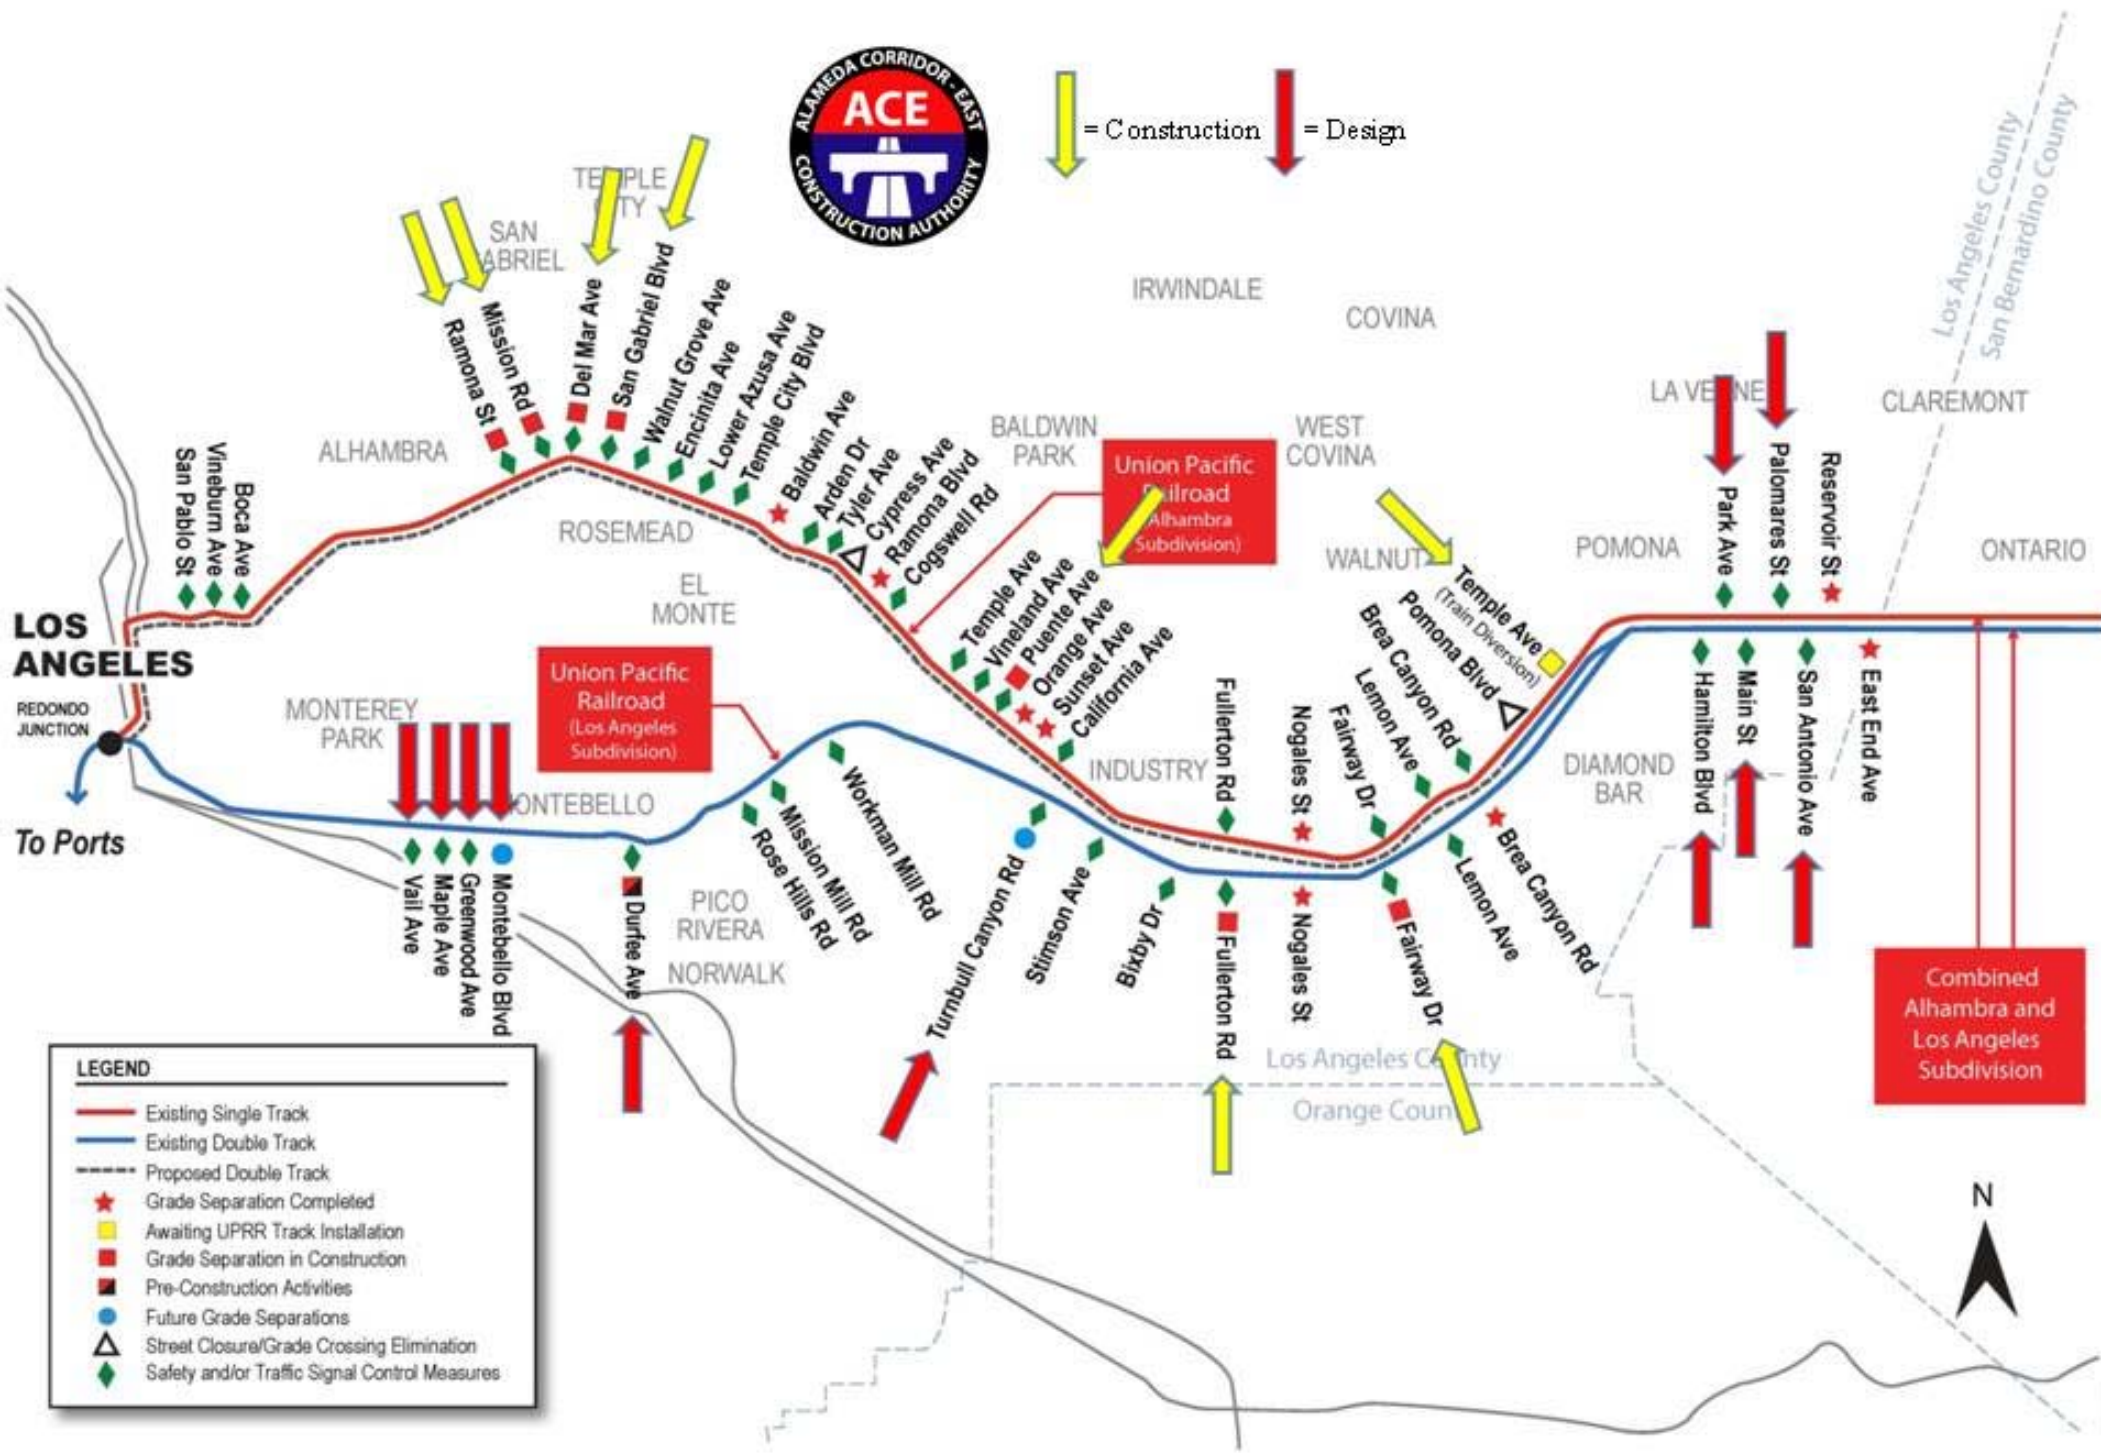 ALAMEDA CORRIDOR - EAST
ACE
CONSTRUCTION AUTHORITY
= Construction
= Design
TEMPLE
CITY
SAN
GABRIEL
IRWINDALE
COVINA
Los Angeles County
San Bernardino County
LA VERNE
CLAREMONT
ALHAMBRA
ROSEMEAD
EL
MONTE
BALDWIN
PARK
WEST
COVINA
WALNUT
POMONA
ONTARIO
San Pablo St
Vineburn Ave
Boca Ave
Ramona St
Mission Rd
Del Mar Ave
San Gabriel Blvd
Walnut Grove Ave
Encinita Ave
Lower Azusa Ave
Temple City Blvd
Baldwin Ave
Arden Dr
Tyler Ave
Cypress Ave
Ramona Blvd
Cogswell Rd
Union Pacific
Railroad
(Alhambra
Subdivision)
Temple Ave
Vineland Ave
Puente Ave
Orange Ave
Sunset Ave
California Ave
Fullerton Rd
Nogales St
Fairway Dr
Lemon Ave
Brea Canyon Rd
Pomona Blvd
Temple Ave
(Train Diversion)
Park Ave
Palomares St
Reservoir St
LOS
ANGELES
REDONDO
JUNCTION
To Ports
MONTEREY
PARK
MONTEBELLO
Union Pacific
Railroad
(Los Angeles
Subdivision)
INDUSTRY
DIAMOND
BAR
PICO
RIVERA
NORWALK
Vail Ave
Maple Ave
Greenwood Ave
Montebello Blvd
Durfee Ave
Rose Hills Rd
Mission Mill Rd
Workman Mill Rd
Turnbull Canyon Rd
Stimson Ave
Bixby Dr
Fullerton Rd
Nogales St
Fairway Dr
Lemon Ave
Brea Canyon Rd
Hamilton Blvd
Main St
San Antonio Ave
East End Ave
Combined
Alhambra and
Los Angeles
Subdivision
Los Angeles County
Orange County
N
LEGEND
Existing Single Track
Existing Double Track
Proposed Double Track
Grade Separation Completed
Awaiting UPRR Track Installation
Grade Separation in Construction
Pre-Construction Activities
Future Grade Separations
Street Closure/Grade Crossing Elimination
Safety and/or Traffic Signal Control Measures